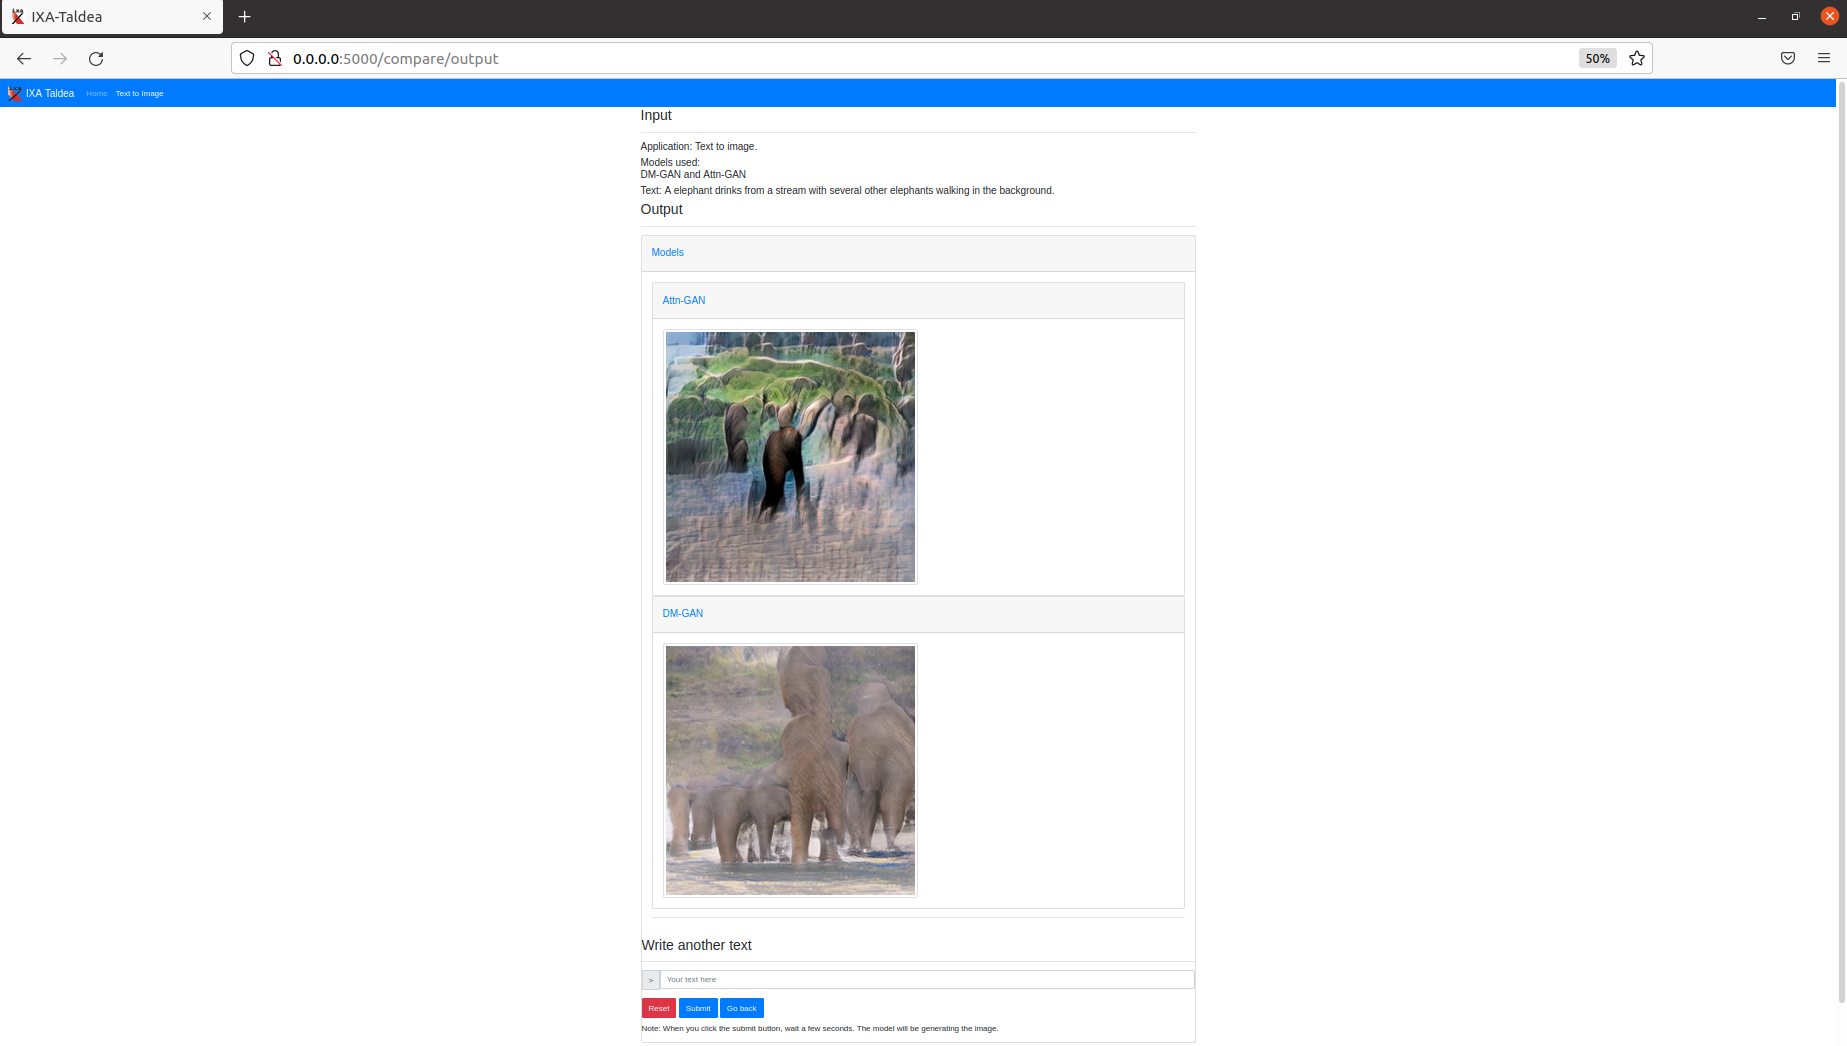 IXA-Taldea
0.0.0.0:5000/compare/output
50%
IXA Taldea Home Text to Image
Input
Application: Text to image.
Models used:
DM-GAN and Attn-GAN
Text: A elephant drinks from a stream with several other elephants walking in the background.
Output
Models
Attn-GAN
DM-GAN
Write another text
> Your text here
Reset Submit Go back
Note: When you click the submit button, wait a few seconds. The model will be generating the image.